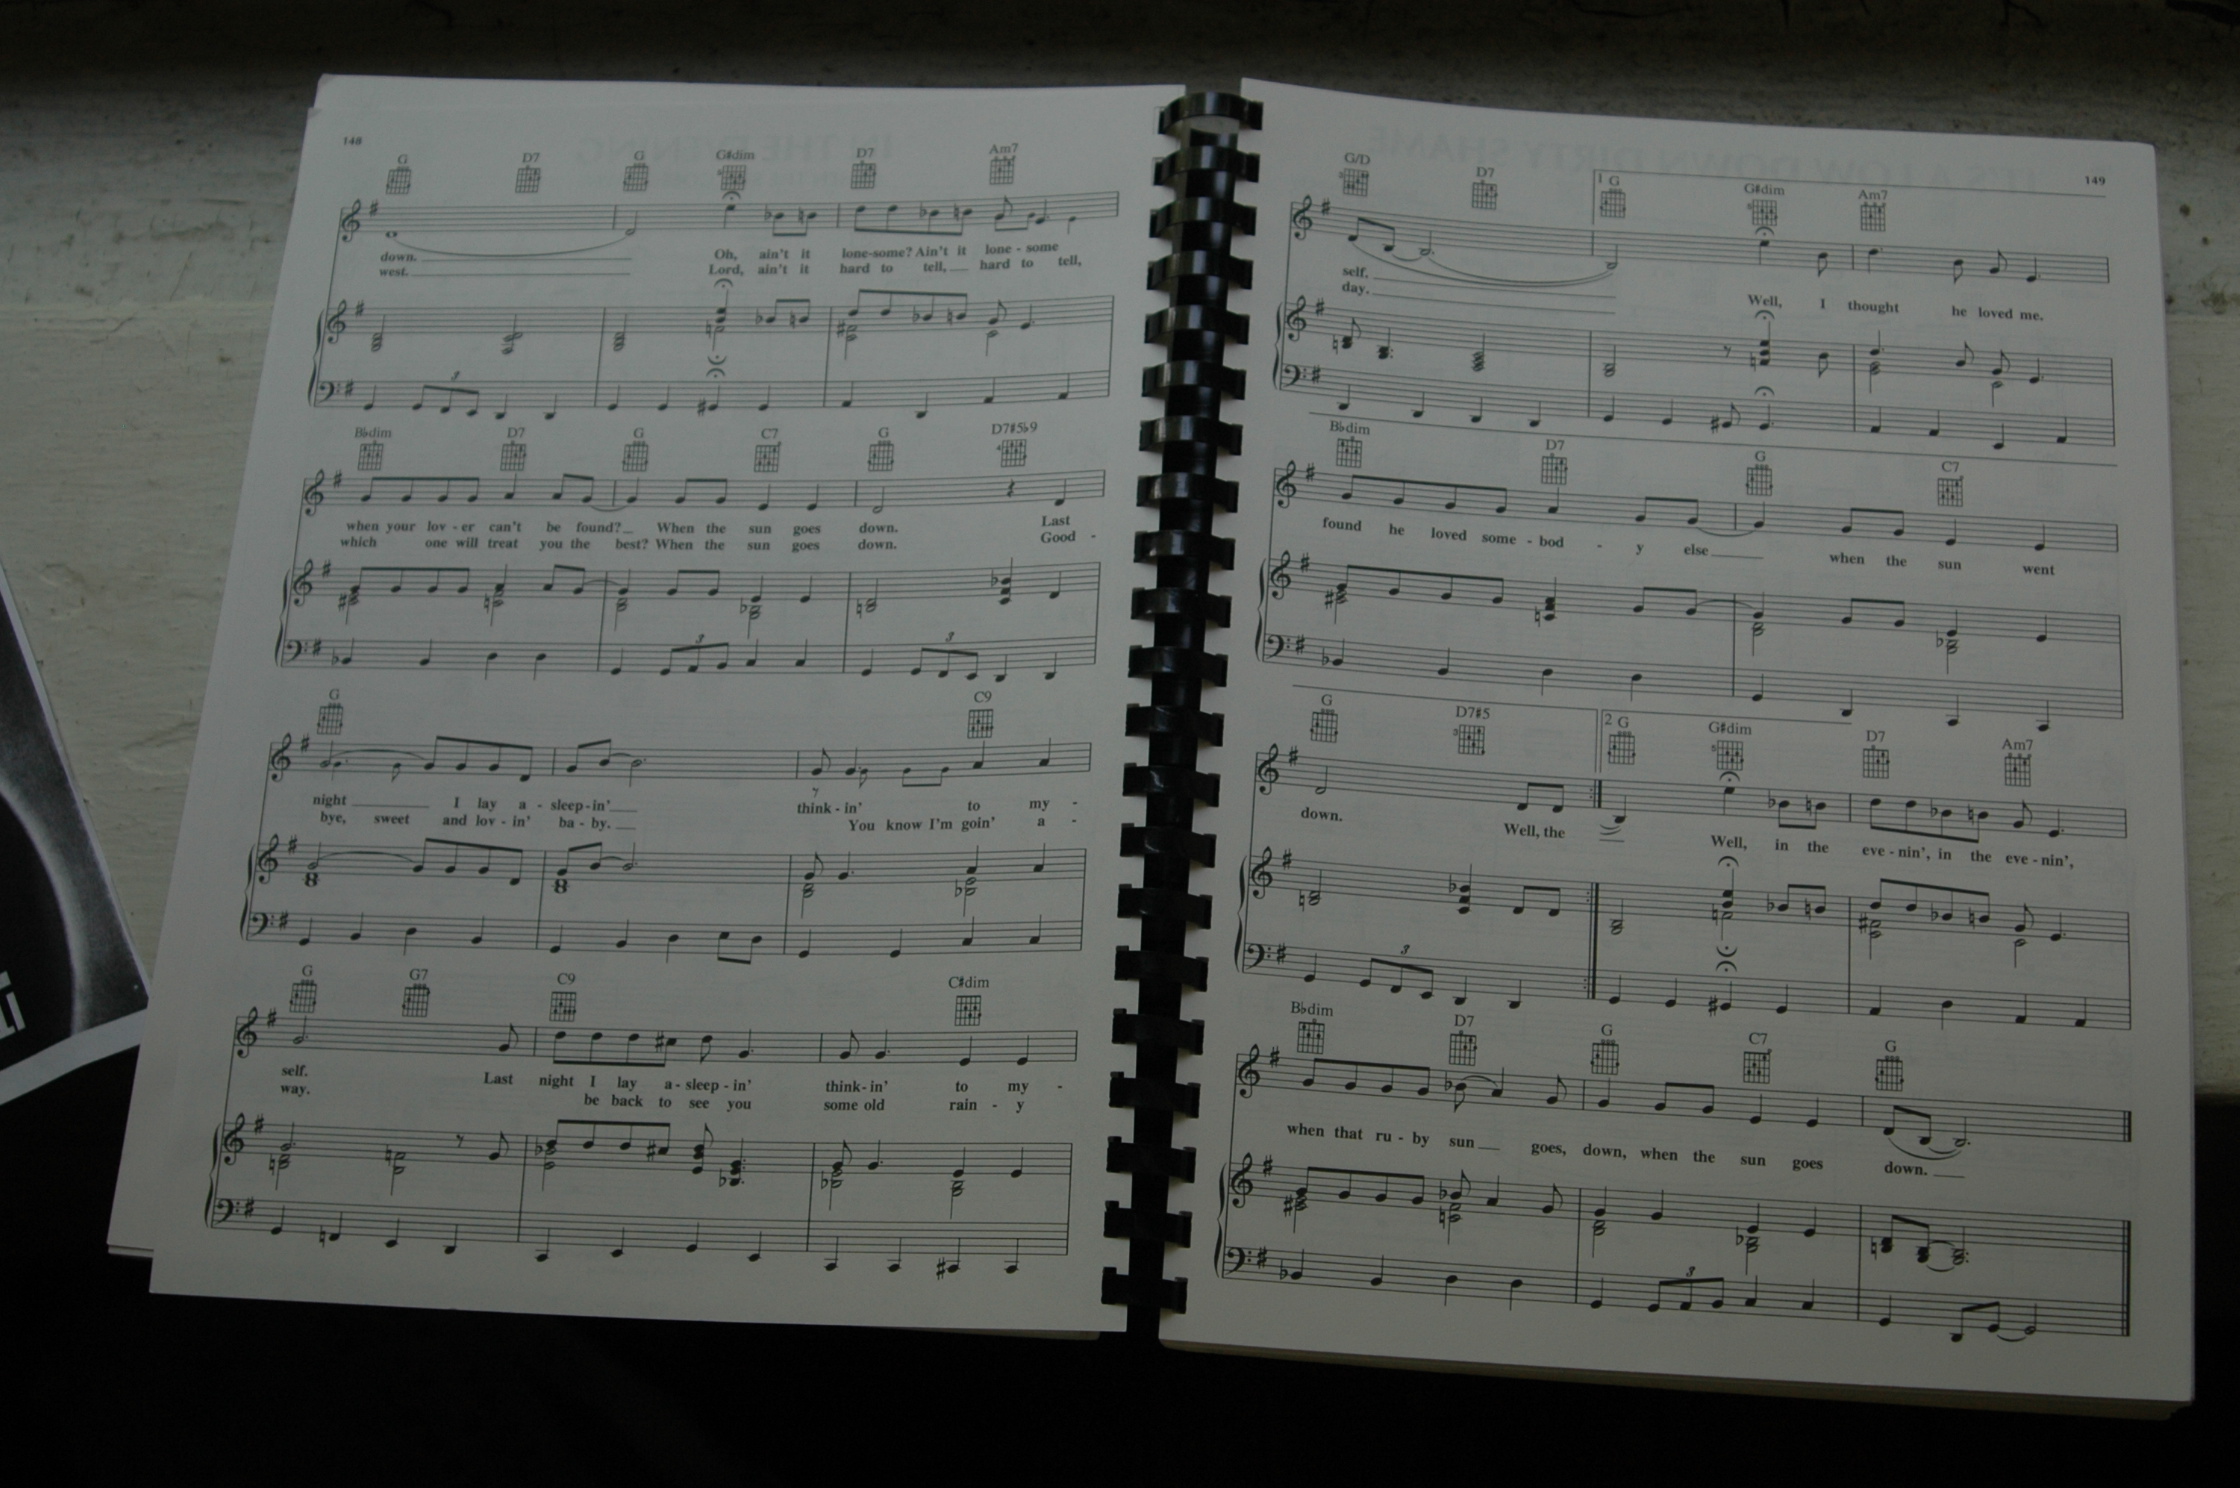 148
G D7 G G#dim D7 Am7
down. Oh, ain't it lone-some? Ain't it lone - some
west. Lord, ain't it hard to tell, hard to tell,
3
B♭dim D7 G C7 G D7#5♭9
when your lov - er can't be found? When the sun goes down. Last
which one will treat you the best? When the sun goes down. Good -
3 3
G C9
night I lay a - sleep-in' think - in' to my -
bye, sweet and lov - in' ba - by. You know I'm goin' a -
G G7 C9 C#dim
self. Last night I lay a - sleep - in' think - in' to my -
way. be back to see you some old rain - y
149
G/D D7 1 G G#dim Am7
self. Well, I thought he loved me.
day.
B♭dim D7 G C7
found he loved some - bod - y else when the sun went
G D7#5 2 G G#dim D7 Am7
down. Well, the Well, in the eve - nin', in the eve - nin',
3
B♭dim D7 G C7 G
when that ru - by sun goes, down, when the sun goes down.
3